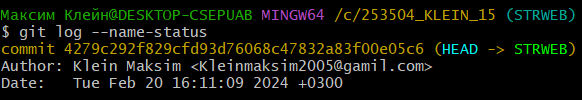 Максим Клейн@DESKTOP-CSEPUAB MINGW64 /c/253504_KLEIN_15 (STRWEB)
$ git log --name-status
commit 4279c292f829cfd93d76068c47832a83f00e05c6 (HEAD -> STRWEB)
Author: Klein Maksim <Kleinmaksim2005@gamil.com>
Date:   Tue Feb 20 16:11:09 2024 +0300